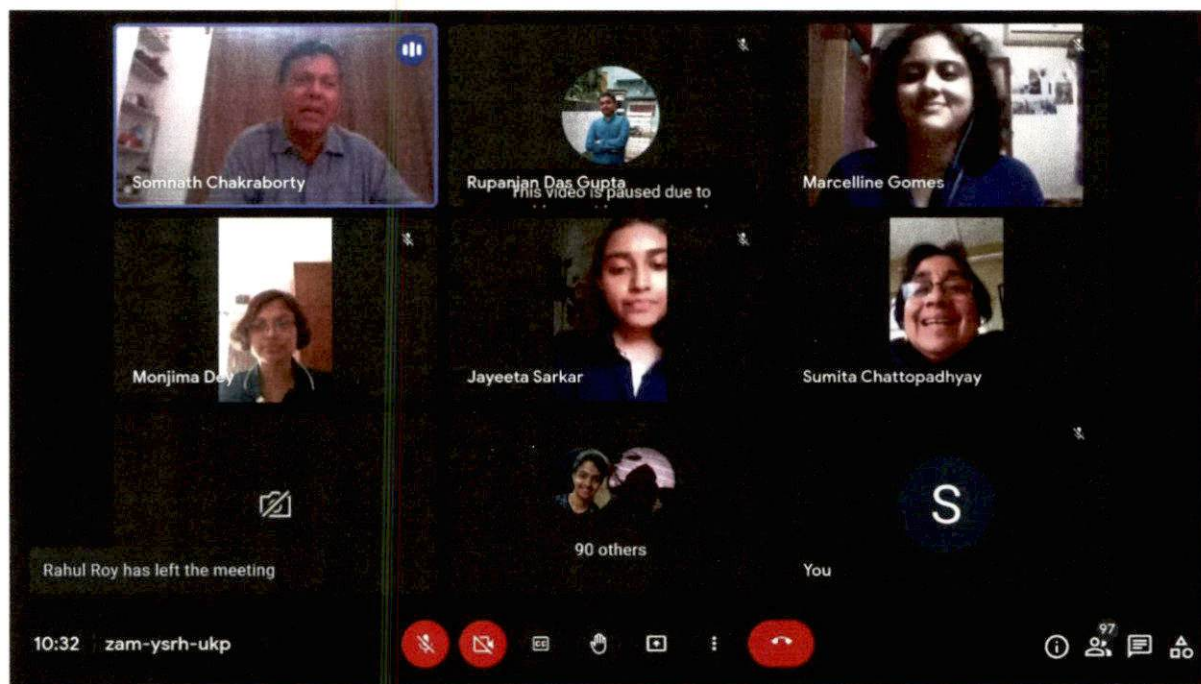 Somnath Chakraborty
Rupanjan Das Gupta
This video is paused due to
Marcelline Gomes
Monjima Dey
Jayeeta Sarkar
Sumita Chattopadhyay
Rahul Roy has left the meeting
90 others
S
You
10:32 zam-ysrh-ukp
CC
97